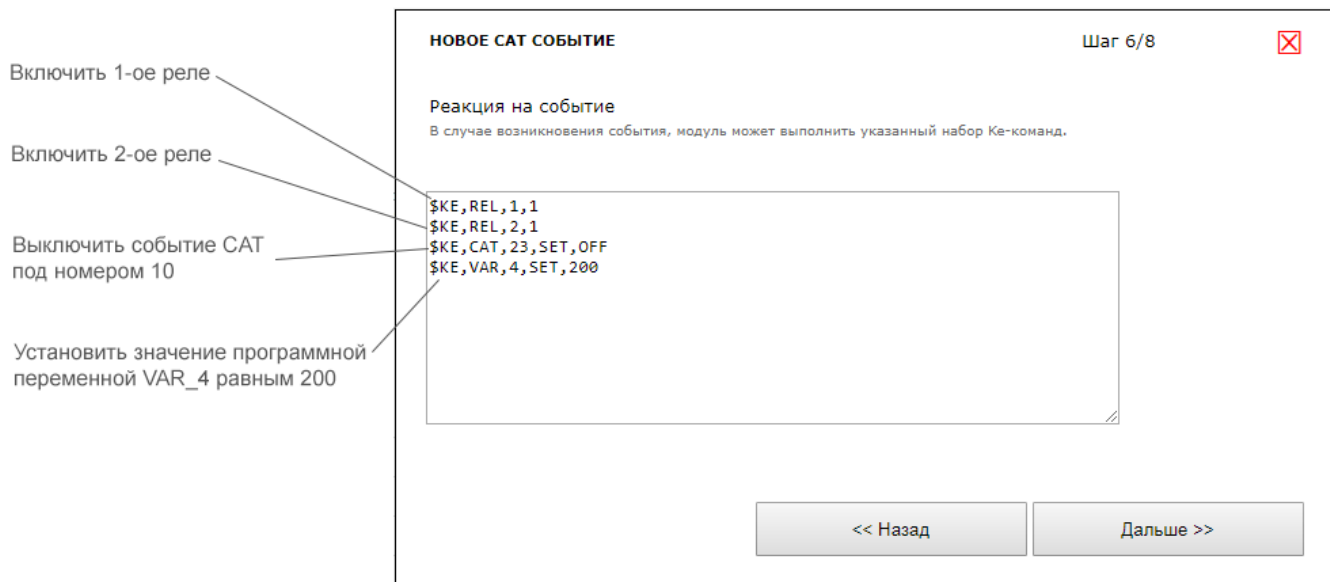 НОВОЕ CAT СОБЫТИЕ
Шаг 6/8
Включить 1-ое реле
Реакция на событие
В случае возникновения события, модуль может выполнить указанный набор Ке-команд.
Включить 2-ое реле
$KE,REL,1,1
$KE,REL,2,1
$KE,CAT,23,SET,OFF
$KE,VAR,4,SET,200
Выключить событие CAT
под номером 10
Установить значение программной
переменной VAR_4 равным 200
<< Назад
Дальше >>